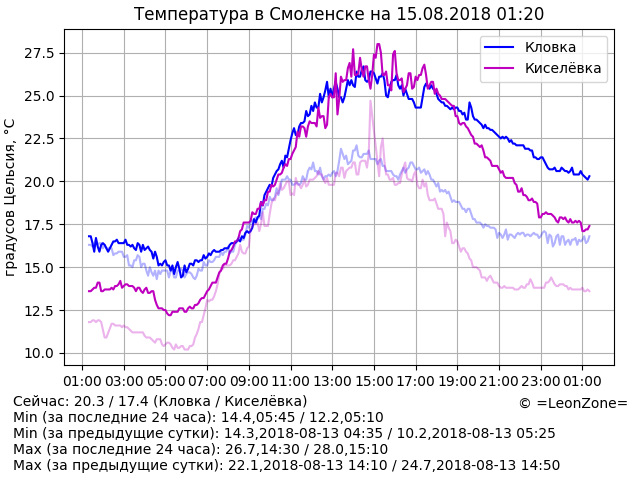 Температура в Смоленске на 15.08.2018 01:20
Кловка
Киселёвка
градусов Цельсия, °C
27.5
25.0
22.5
20.0
17.5
15.0
12.5
10.0
01:00 03:00 05:00 07:00 09:00 11:00 13:00 15:00 17:00 19:00 21:00 23:00 01:00
Сейчас: 20.3 / 17.4 (Кловка / Киселёвка)
© =LeonZone=
Min (за последние 24 часа): 14.4,05:45 / 12.2,05:10
Min (за предыдущие сутки): 14.3,2018-08-13 04:35 / 10.2,2018-08-13 05:25
Max (за последние 24 часа): 26.7,14:30 / 28.0,15:10
Max (за предыдущие сутки): 22.1,2018-08-13 14:10 / 24.7,2018-08-13 14:50